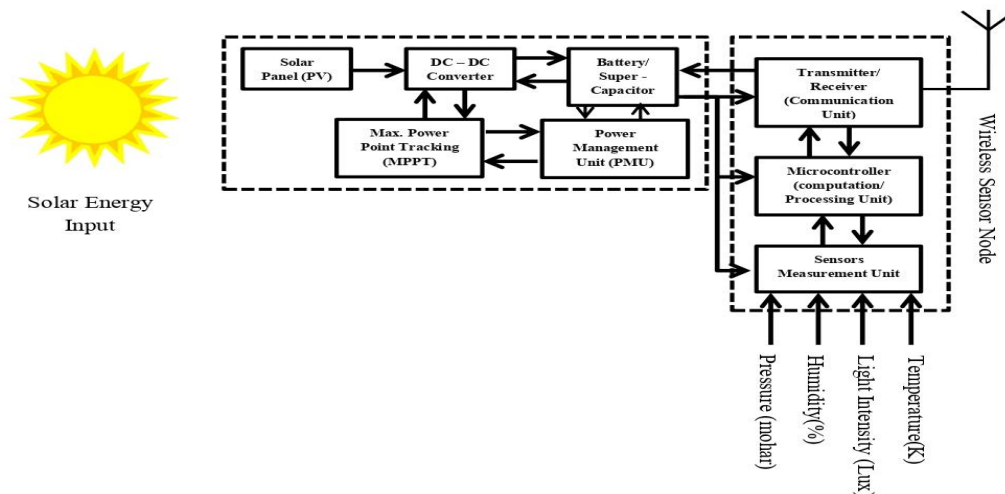 Solar Energy
Input
Solar
Panel (PV)
DC – DC
Converter
Battery/
Super -
Capacitor
Max. Power
Point Tracking
(MPPT)
Power
Management
Unit (PMU)
Transmitter/
Receiver
(Communication
Unit)
Microcontroller
(computation/
Processing Unit)
Sensors
Measurement Unit
Wireless Sensor Node
Pressure (mohar)
Humidity(%)
Light Intensity (Lux)
Temperature(K)